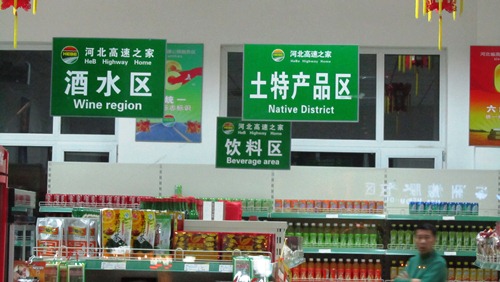 河北高速之家
HeB Highway Home
酒水区
Wine region
河北高速之家
HeBe Highway Home
土特产品区
Native District
河北高速之家
HeB Highway Home
饮料区
Beverage area